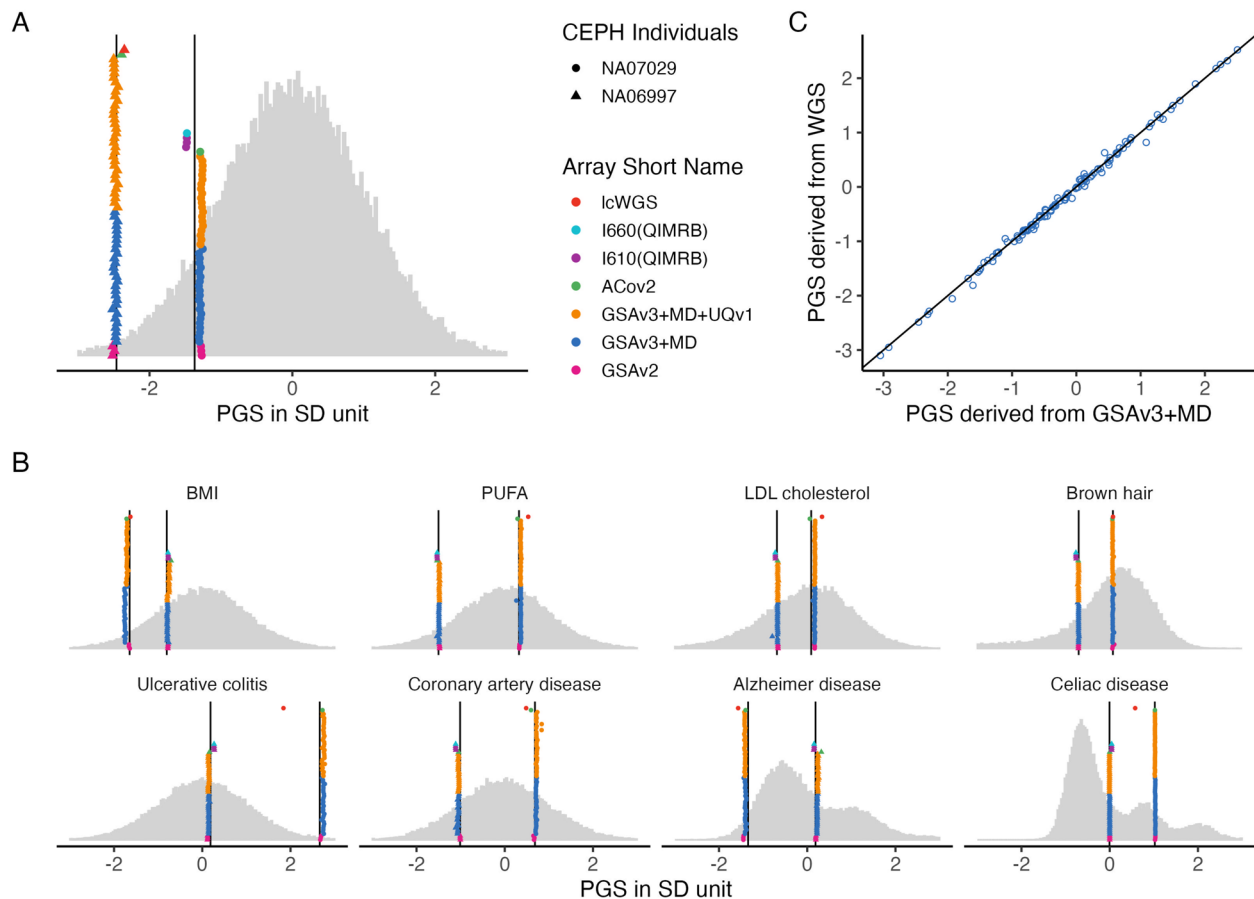 A
CEPH Individuals
NA07029
NA06997
Array Short Name
lcWGS
I660(QIMRB)
I610(QIMRB)
ACov2
GSAv3+MD+UQv1
GSAv3+MD
GSAv2
-2
0
2
PGS in SD unit
C
PGS derived from WGS
2
1
0
-1
-2
-3
-3
-2
-1
0
1
2
PGS derived from GSAv3+MD
B
BMI
PUFA
LDL cholesterol
Brown hair
Ulcerative colitis
Coronary artery disease
Alzheimer disease
Celiac disease
-2 0 2
-2 0 2
-2 0 2
-2 0 2
PGS in SD unit